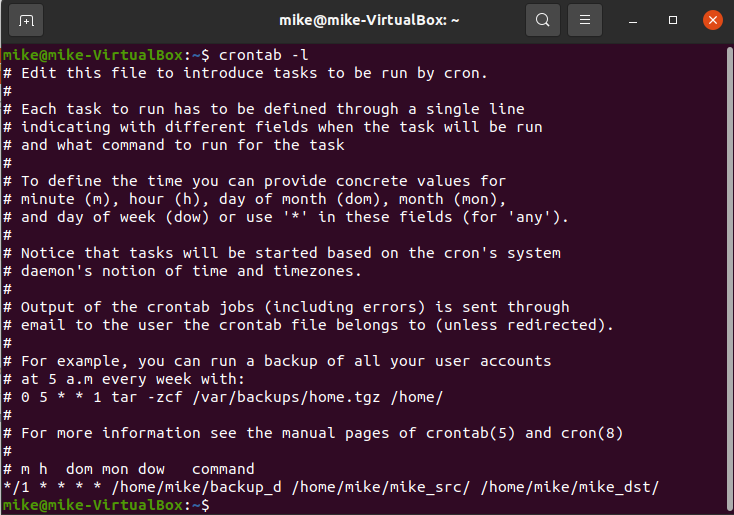 mike@mike-VirtualBox: ~
mike@mike-VirtualBox:~$ crontab -l
# Edit this file to introduce tasks to be run by cron.
#
# Each task to run has to be defined through a single line
# indicating with different fields when the task will be run
# and what command to run for the task
#
# To define the time you can provide concrete values for
# minute (m), hour (h), day of month (dom), month (mon),
# and day of week (dow) or use '*' in these fields (for 'any').
#
# Notice that tasks will be started based on the cron's system
# daemon's notion of time and timezones.
#
# Output of the crontab jobs (including errors) is sent through
# email to the user the crontab file belongs to (unless redirected).
#
# For example, you can run a backup of all your user accounts
# at 5 a.m every week with:
# 0 5 * * 1 tar -zcf /var/backups/home.tgz /home/
#
# For more information see the manual pages of crontab(5) and cron(8)
#
# m h  dom mon dow   command
*/1 * * * * /home/mike/backup_d /home/mike/mike_src/ /home/mike/mike_dst/
mike@mike-VirtualBox:~$